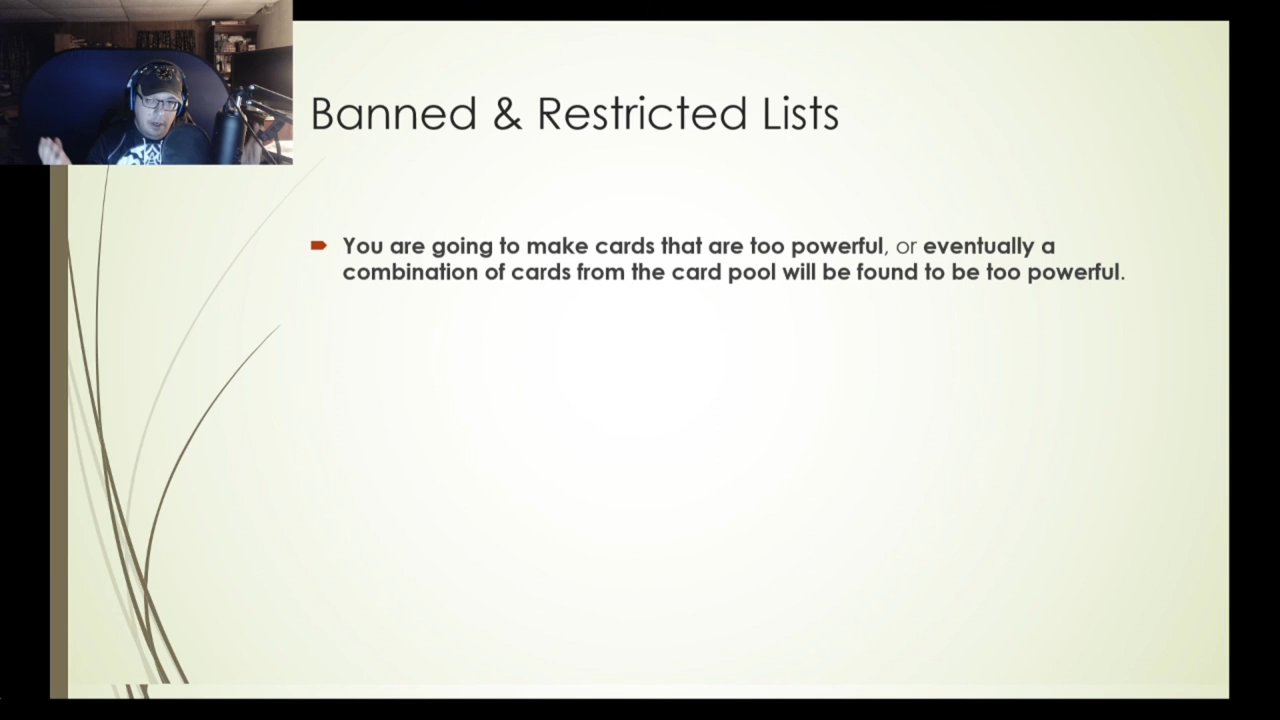 Banned & Restricted Lists
You are going to make cards that are too powerful, or eventually a
combination of cards from the card pool will be found to be too powerful.